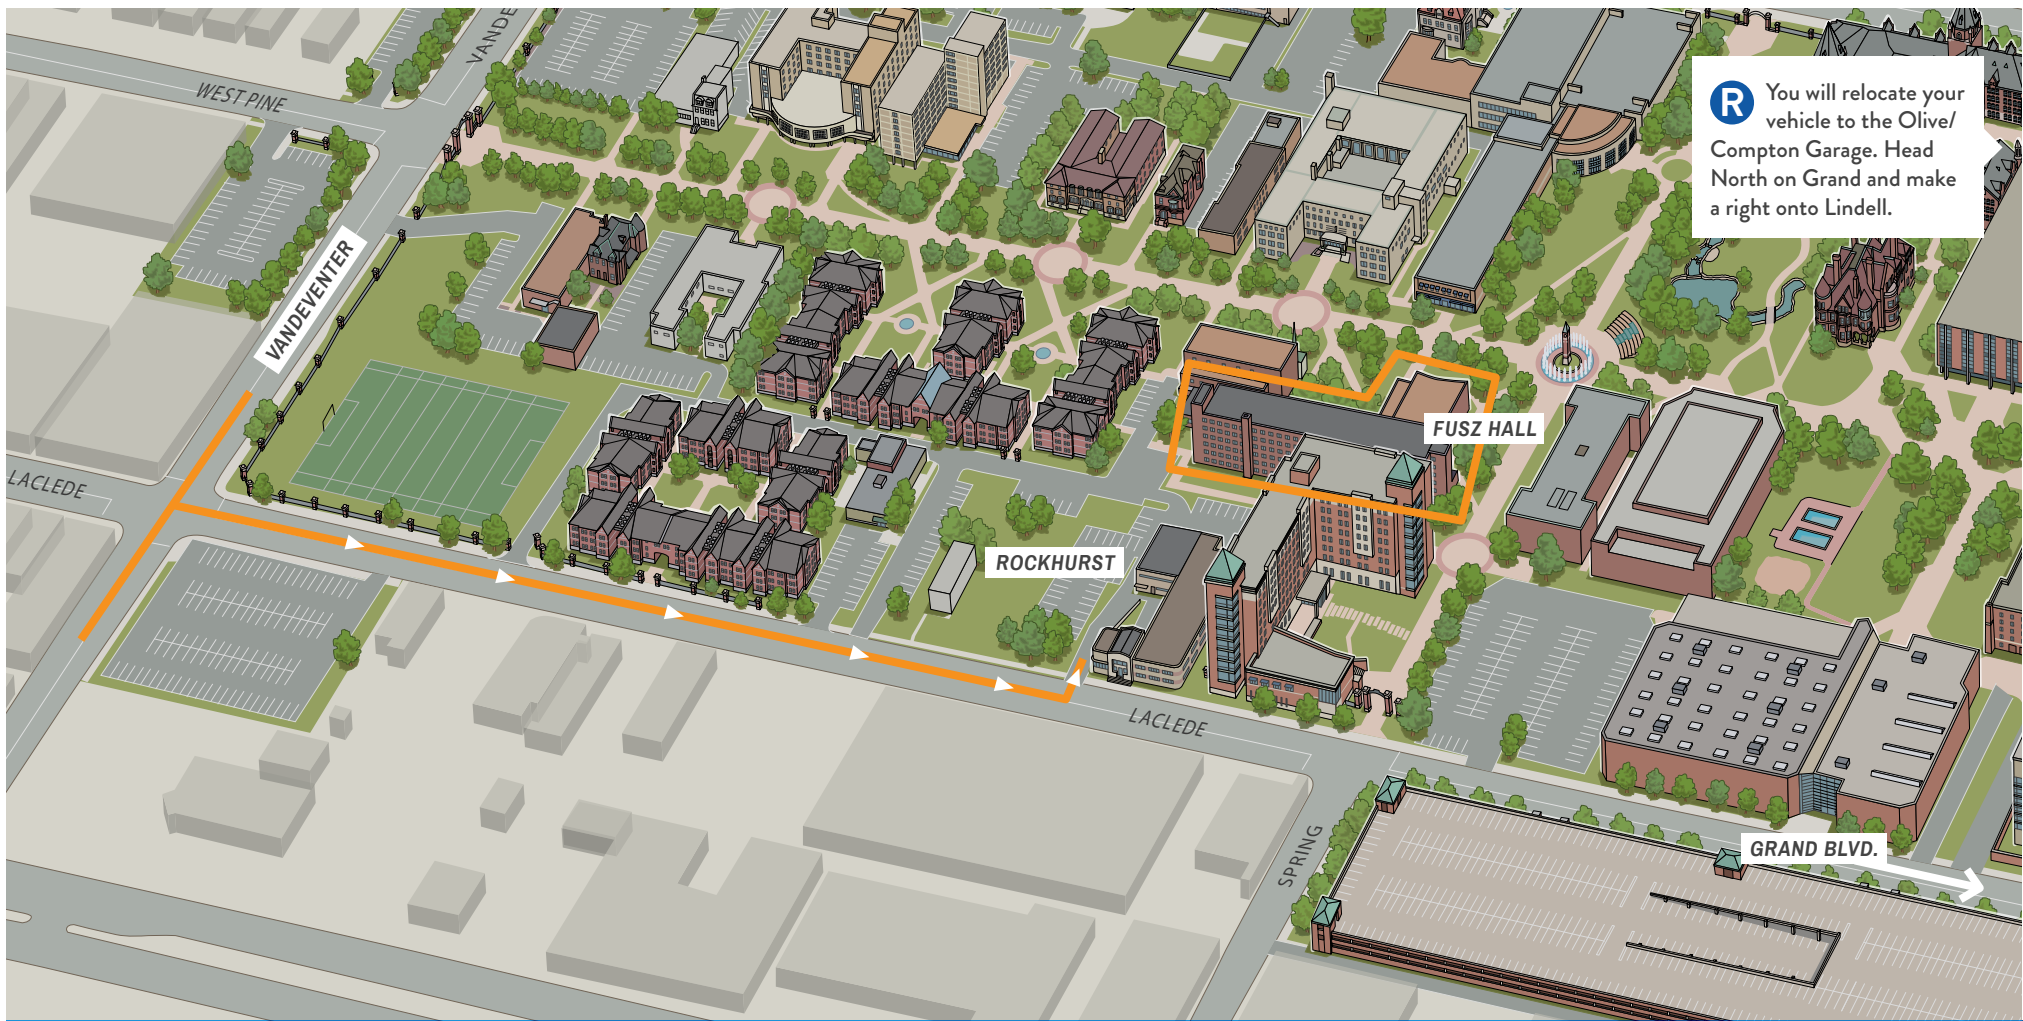 VANDE
WEST PINE
R
You will relocate your
vehicle to the Olive/
Compton Garage. Head
North on Grand and make
a right onto Lindell.
VANDEVENTER
FUSZ HALL
LACLEDE
ROCKHURST
LACLEDE
SPRING
GRAND BLVD.